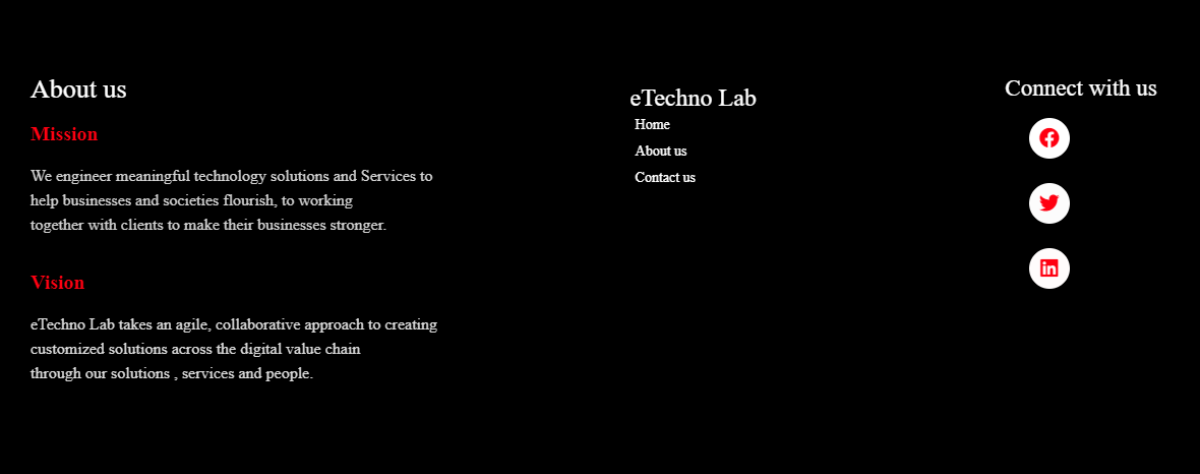 About us
Mission
We engineer meaningful technology solutions and Services to
help businesses and societies flourish, to working
together with clients to make their businesses stronger.
Vision
eTechno Lab takes an agile, collaborative approach to creating
customized solutions across the digital value chain
through our solutions , services and people.
eTechno Lab
Home
About us
Contact us
Connect with us